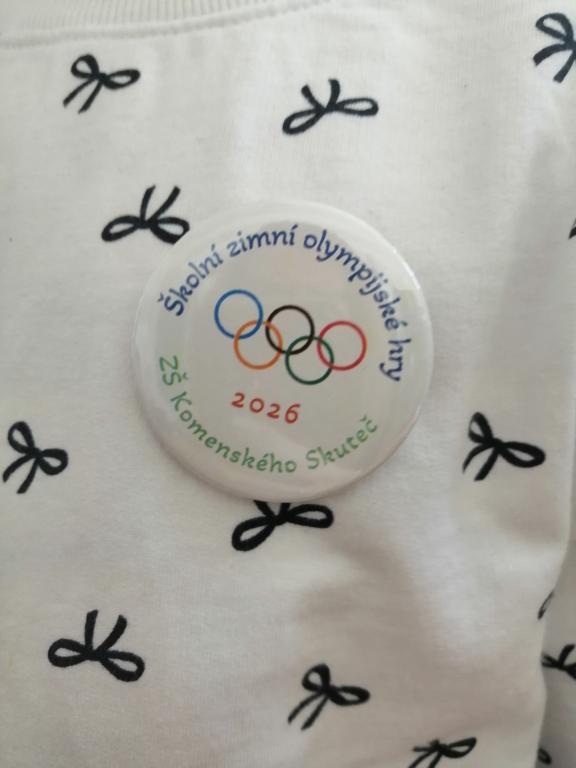 Školní zimní olympijské hry
2026
ZŠ Komenského Skuteč